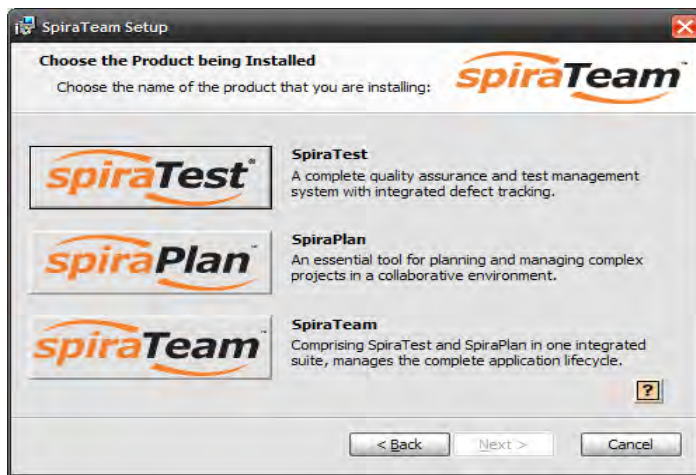 SpiraTeam Setup
Choose the Product being Installed
Choose the name of the product that you are installing:
spiraTeam™
spiraTest®
SpiraTest
A complete quality assurance and test management
system with integrated defect tracking.
spiraPlan™
SpiraPlan
An essential tool for planning and managing complex
projects in a collaborative environment.
spiraTeam™
SpiraTeam
Comprising SpiraTest and SpiraPlan in one integrated
suite, manages the complete application lifecycle.
?
< Back Next > Cancel